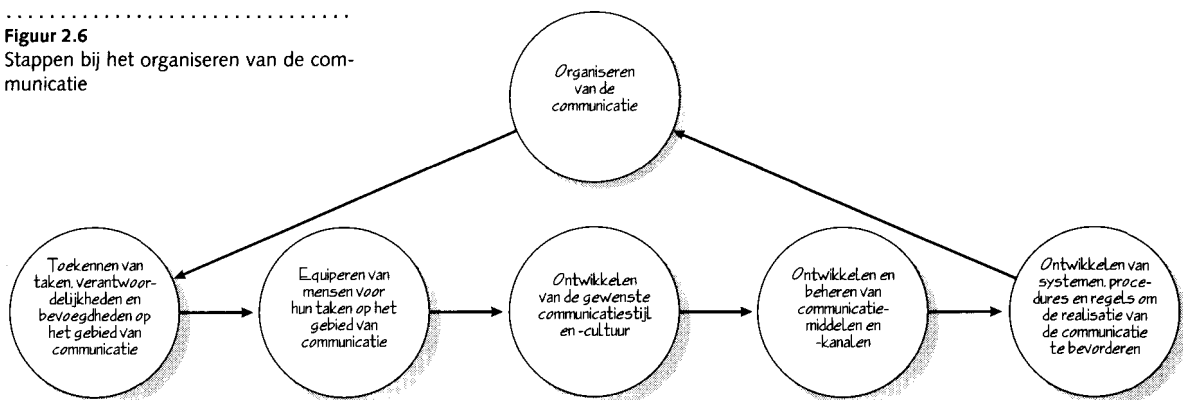 Figuur 2.6
Stappen bij het organiseren van de com-
municatie
Organiseren
van de
communicatie
Toekennen van
taken, verantwoor-
delijkheden en
bevoegdheden op
het gebied van
communicatie
Equiperen van
mensen voor
hun taken op het
gebied van
communicatie
Ontwikkelen
van de gewenste
communicatiestijl
en -cultuur
Ontwikkelen en
beheren van
communicatie-
middelen en
-kanalen
Ontwikkelen van
systemen, proce-
dures en regels om
de realisatie van
de communicatie
te bevorderen